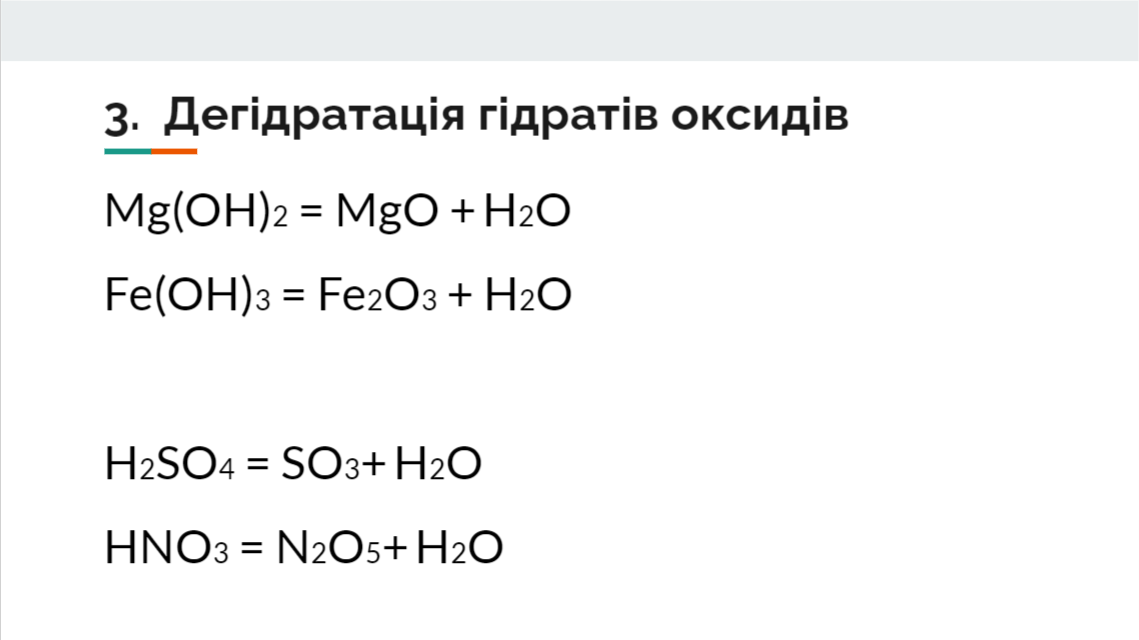 3. Дегідратація гідратів оксидів
Mg(OH)2 = MgO + H2O
Fe(OH)3 = Fe2O3 + H2O
H2SO4 = SO3+ H2O
HNO3 = N2O5+ H2O